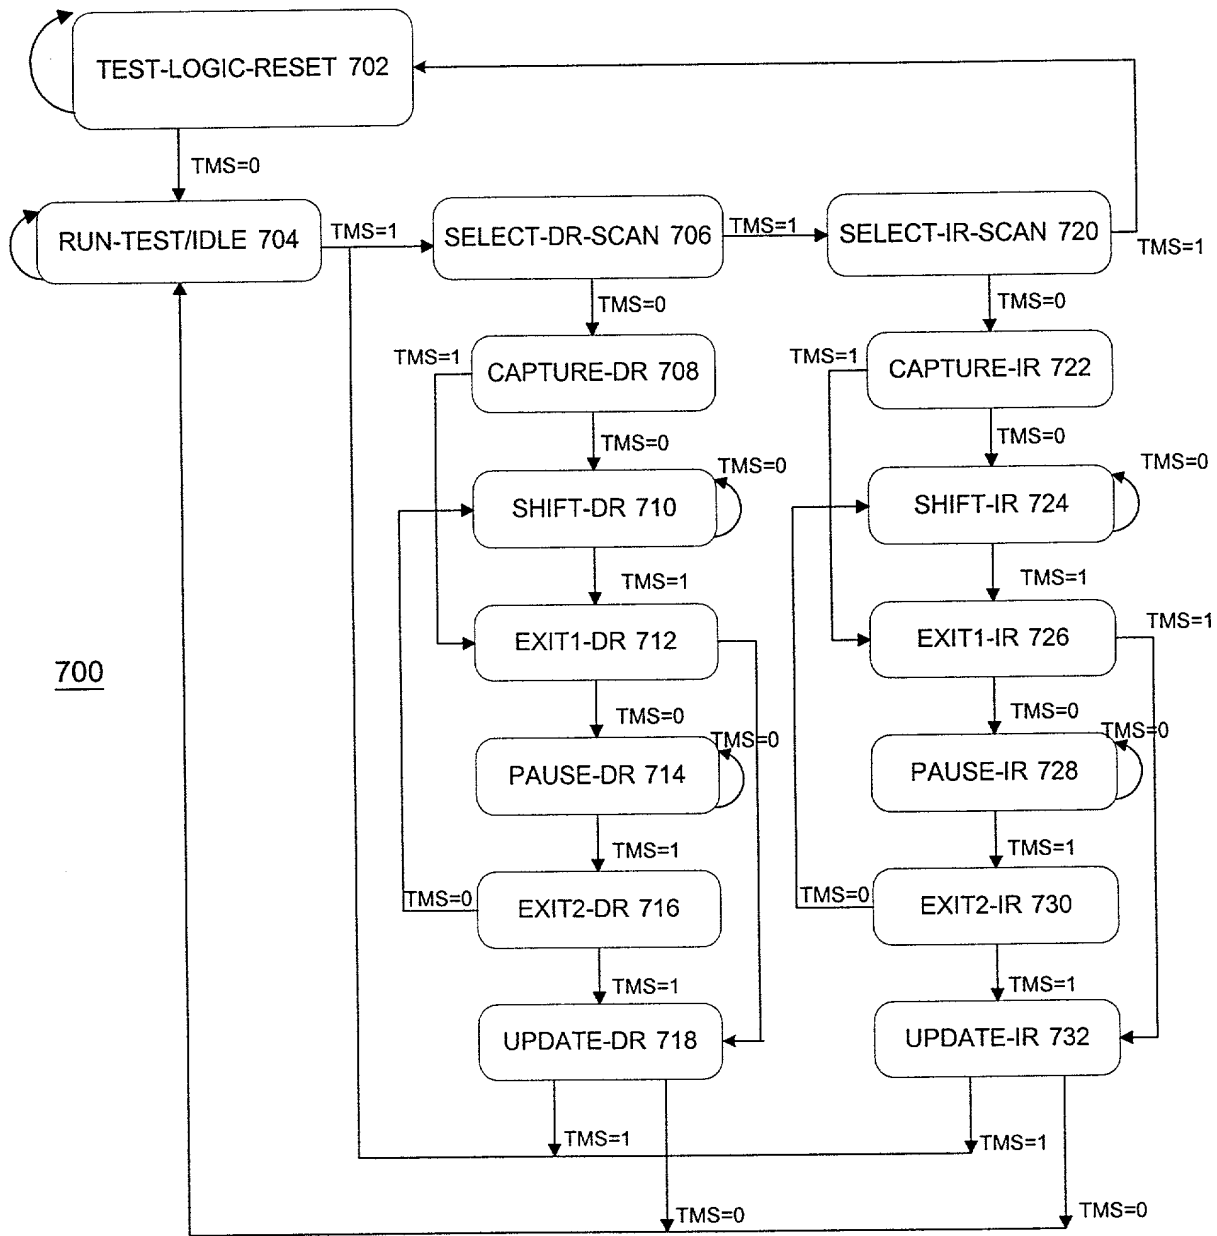 TEST-LOGIC-RESET 702
TMS=0
RUN-TEST/IDLE 704
TMS=1
SELECT-DR-SCAN 706
TMS=1
SELECT-IR-SCAN 720
TMS=1
TMS=0
TMS=0
TMS=1
CAPTURE-DR 708
TMS=1
CAPTURE-IR 722
TMS=0
TMS=0
TMS=0
TMS=0
SHIFT-DR 710
SHIFT-IR 724
TMS=1
TMS=1
TMS=1
EXIT1-DR 712
EXIT1-IR 726
700
TMS=0
TMS=0
TMS=0
TMS=0
PAUSE-DR 714
PAUSE-IR 728
TMS=1
TMS=1
TMS=0
EXIT2-DR 716
TMS=0
EXIT2-IR 730
TMS=1
TMS=1
UPDATE-DR 718
UPDATE-IR 732
TMS=1
TMS=1
TMS=0
TMS=0